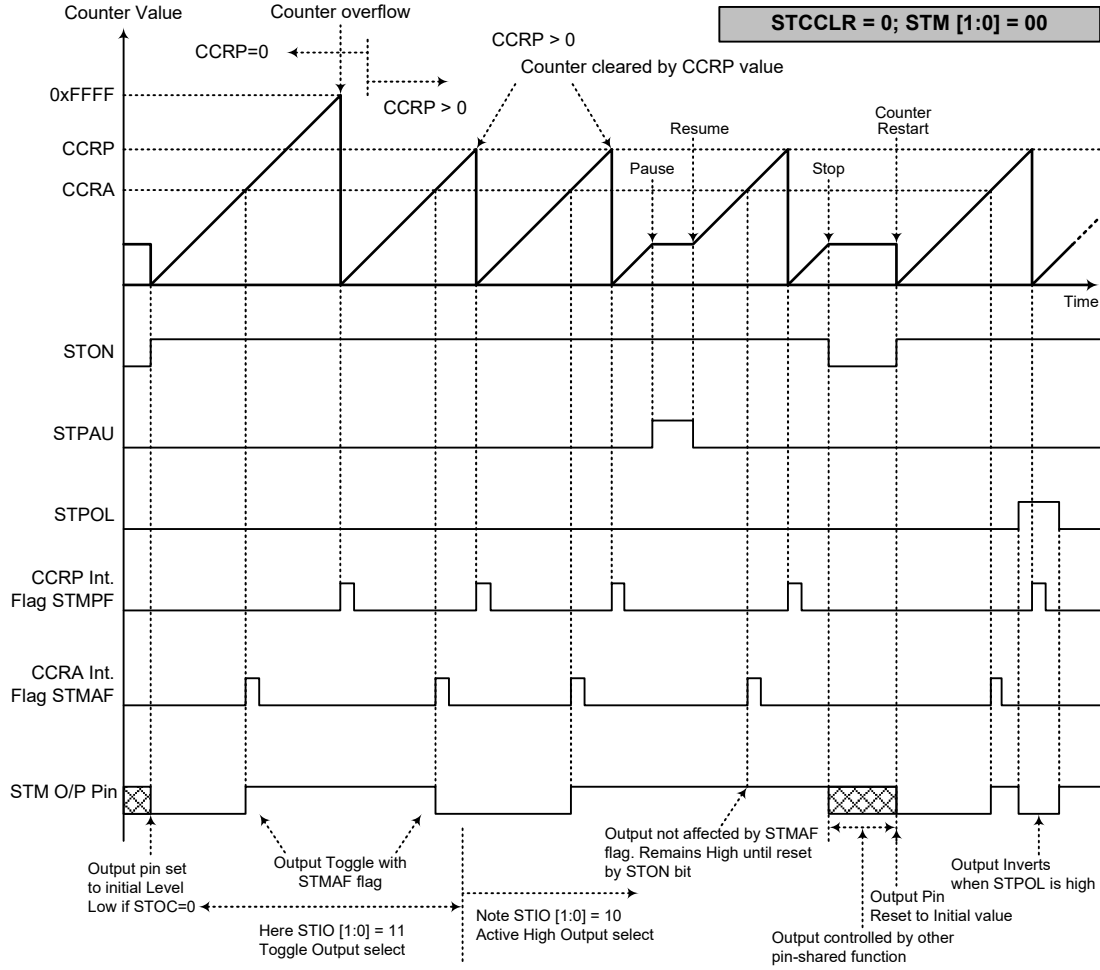 Counter Value
Counter overflow
STCCLR = 0; STM [1:0] = 00
CCRP=0
CCRP > 0
CCRP > 0
Counter cleared by CCRP value
0xFFFF
CCRP
CCRA
Pause
Resume
Stop
Counter
Restart
Time
STON
STPAU
STPOL
CCRP Int.
Flag STMPF
CCRA Int.
Flag STMAF
STM O/P Pin
Output pin set
to initial Level
Low if STOC=0
Output Toggle with
STMAF flag
Here STIO [1:0] = 11
Toggle Output select
Note STIO [1:0] = 10
Active High Output select
Output not affected by STMAF
flag. Remains High until reset
by STON bit
Output controlled by other
pin-shared function
Output Pin
Reset to Initial value
Output Inverts
when STPOL is high